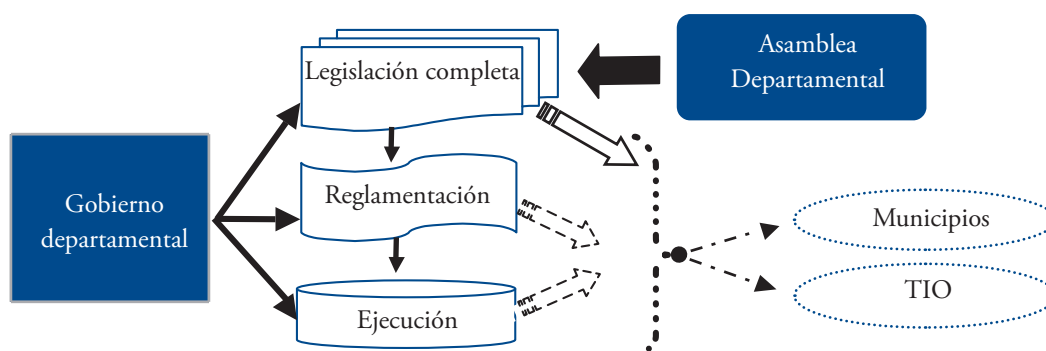 Legislación completa
Asamblea
Departamental
Gobierno
departamental
Reglamentación
Ejecución
Municipios
TIO